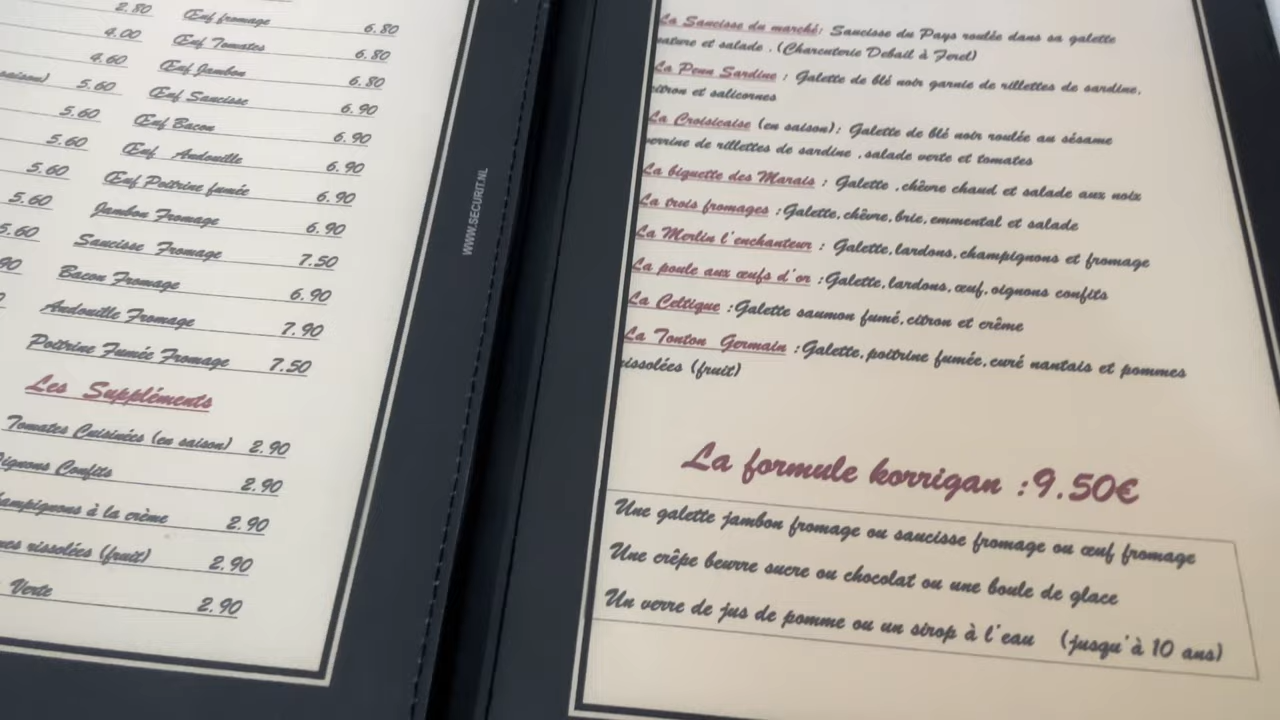 2,80
4.00
4.60
5.60
5.60
5.60
5.60
5.60
5.60
90
Œuf fromage 6.80
Œuf Tomates 6.80
Œuf Jambon 6.80
Œuf Saucisse 6.90
Œuf Bacon 6.90
Œuf Andouille 6.90
Œuf Poitrine fumée 6.90
Jambon Fromage 6.90
Saucisse Fromage 7.50
Bacon Fromage 6.90
Andouille Fromage 7.90
Poitrine Fumée Fromage 7.50
Les Suppléments
Tomates Cuisinées (en saison) 2.90
Confits 2.90
à la crème 2.90
rissolées (fruit) 2.90
Verte 2.90
WWW.SECURIT.NL
La Saucisse du marché: Saucisse du Pays roulée dans sa galette
nature et salade . (Charcuterie Debail à Ferel)
La Penn Sardine : Galette de blé noir garnie de rillettes de sardine,
citron et salicornes
La Croisicaise (en saison): Galette de blé noir roulée au sésame
verrine de rillettes de sardine ,salade verte et tomates
La biquette des Marais : Galette ,chèvre chaud et salade aux noix
La trois fromages :Galette,chèvre,brie,emmental et salade
La Merlin l'enchanteur : Galette,lardons,champignons et fromage
La poule aux œufs d'or :Galette,lardons,œuf,oignons confits
La Celtique :Galette saumon fumé,citron et crême
La Tonton Germain :Galette,poitrine fumée,curé nantais et pommes
rissolées (fruit)
La formule korrigan :9.50€
Une galette jambon fromage ou saucisse fromage ou œuf fromage
Une crêpe beurre sucre ou chocolat ou une boule de glace
Un verre de jus de pomme ou un sirop à l'eau (jusqu'à 10 ans)